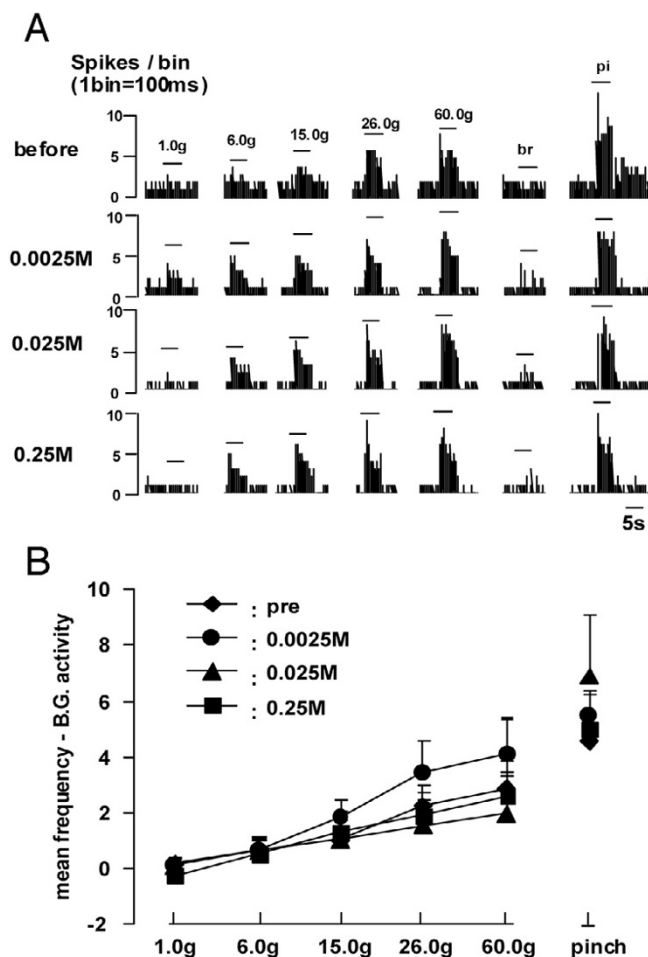 A
Spikes / bin
(1bin=100ms)
pi
1.0g 6.0g 15.0g 26.0g 60.0g br
before
10
5
0
0.0025M
10
5
0
0.025M
10
5
0
0.25M
10
5
0
5s
B
mean frequency - B.G. activity
10
8
6
4
2
0
-2
: pre
: 0.0025M
: 0.025M
: 0.25M
1.0g 6.0g 15.0g 26.0g 60.0g pinch